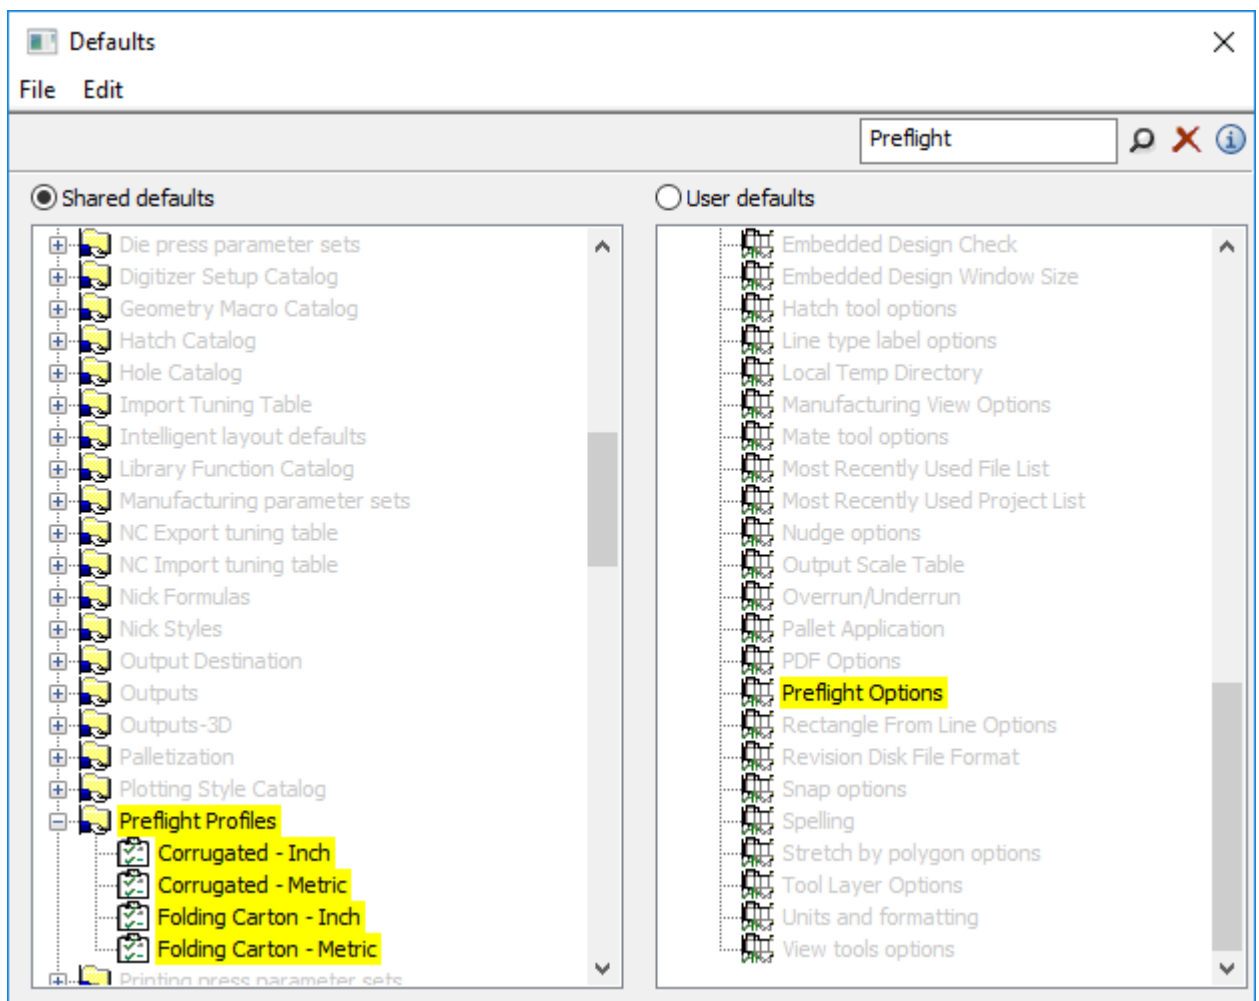 Defaults
File Edit
Preflight
Shared defaults
Die press parameter sets
Digitizer Setup Catalog
Geometry Macro Catalog
Hatch Catalog
Hole Catalog
Import Tuning Table
Intelligent layout defaults
Library Function Catalog
Manufacturing parameter sets
NC Export tuning table
NC Import tuning table
Nick Formulas
Nick Styles
Output Destination
Outputs
Outputs-3D
Palletization
Plotting Style Catalog
Preflight Profiles
Corrugated - Inch
Corrugated - Metric
Folding Carton - Inch
Folding Carton - Metric
Printing press parameter sets
User defaults
Embedded Design Check
Embedded Design Window Size
Hatch tool options
Line type label options
Local Temp Directory
Manufacturing View Options
Mate tool options
Most Recently Used File List
Most Recently Used Project List
Nudge options
Output Scale Table
Overrun/Underrun
Pallet Application
PDF Options
Preflight Options
Rectangle From Line Options
Revision Disk File Format
Snap options
Spelling
Stretch by polygon options
Tool Layer Options
Units and formatting
View tools options